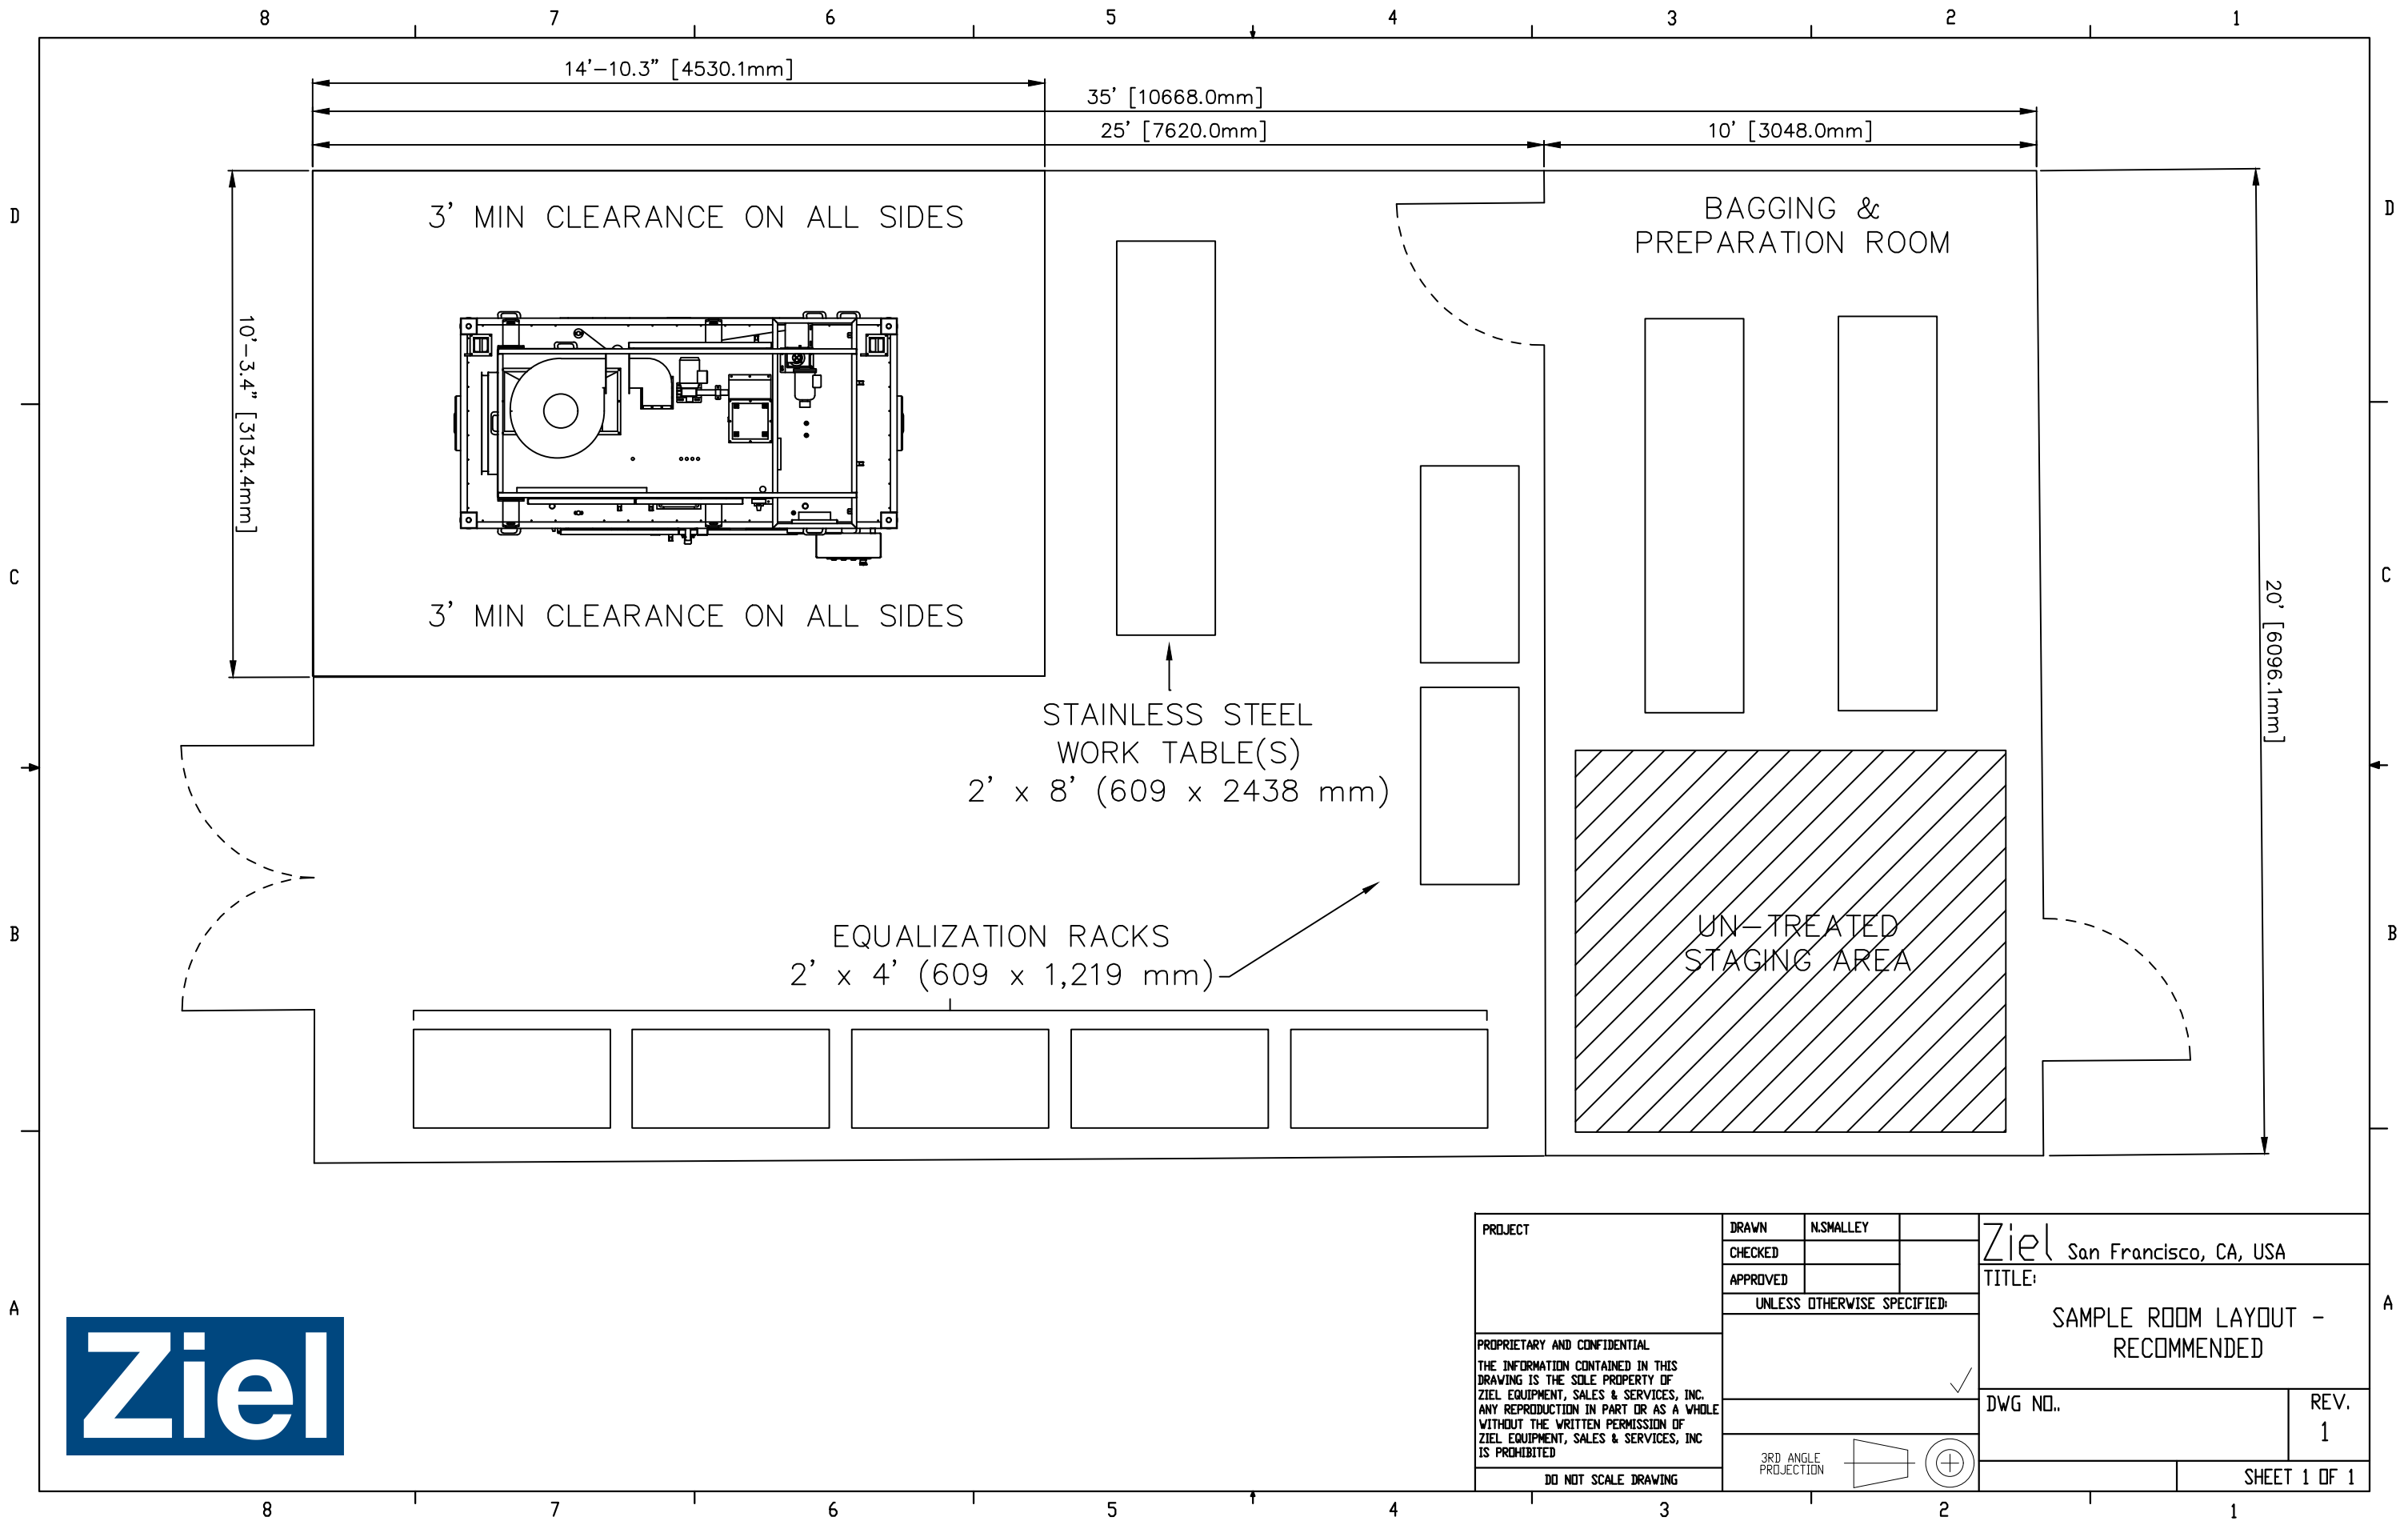 8 7 6 5 4 3 2 1
14'-10.3" [4530.1mm]
35' [10668.0mm]
25' [7620.0mm]
10' [3048.0mm]
D
D
3' MIN CLEARANCE ON ALL SIDES
BAGGING &
PREPARATION ROOM
10'-3.4" [3134.4mm]
C
C
20' [6096.1mm]
3' MIN CLEARANCE ON ALL SIDES
STAINLESS STEEL
WORK TABLE(S)
2' x 8' (609 x 2438 mm)
B
B
EQUALIZATION RACKS
2' x 4' (609 x 1,219 mm)
UN-TREATED
STAGING AREA
A
A
Ziel
PROJECT
PROPRIETARY AND CONFIDENTIAL
THE INFORMATION CONTAINED IN THIS
DRAWING IS THE SOLE PROPERTY OF
ZIEL EQUIPMENT, SALES & SERVICES, INC.
ANY REPRODUCTION IN PART OR AS A WHOLE
WITHOUT THE WRITTEN PERMISSION OF
ZIEL EQUIPMENT, SALES & SERVICES, INC
IS PROHIBITED
DO NOT SCALE DRAWING
DRAWN N.SMALLEY
CHECKED
APPROVED
UNLESS OTHERWISE SPECIFIED:
3RD ANGLE
PROJECTION
Ziel San Francisco, CA, USA
TITLE:
SAMPLE ROOM LAYOUT -
RECOMMENDED
DWG NO..
REV.
1
SHEET 1 OF 1
8 7 6 5 4 3 2 1